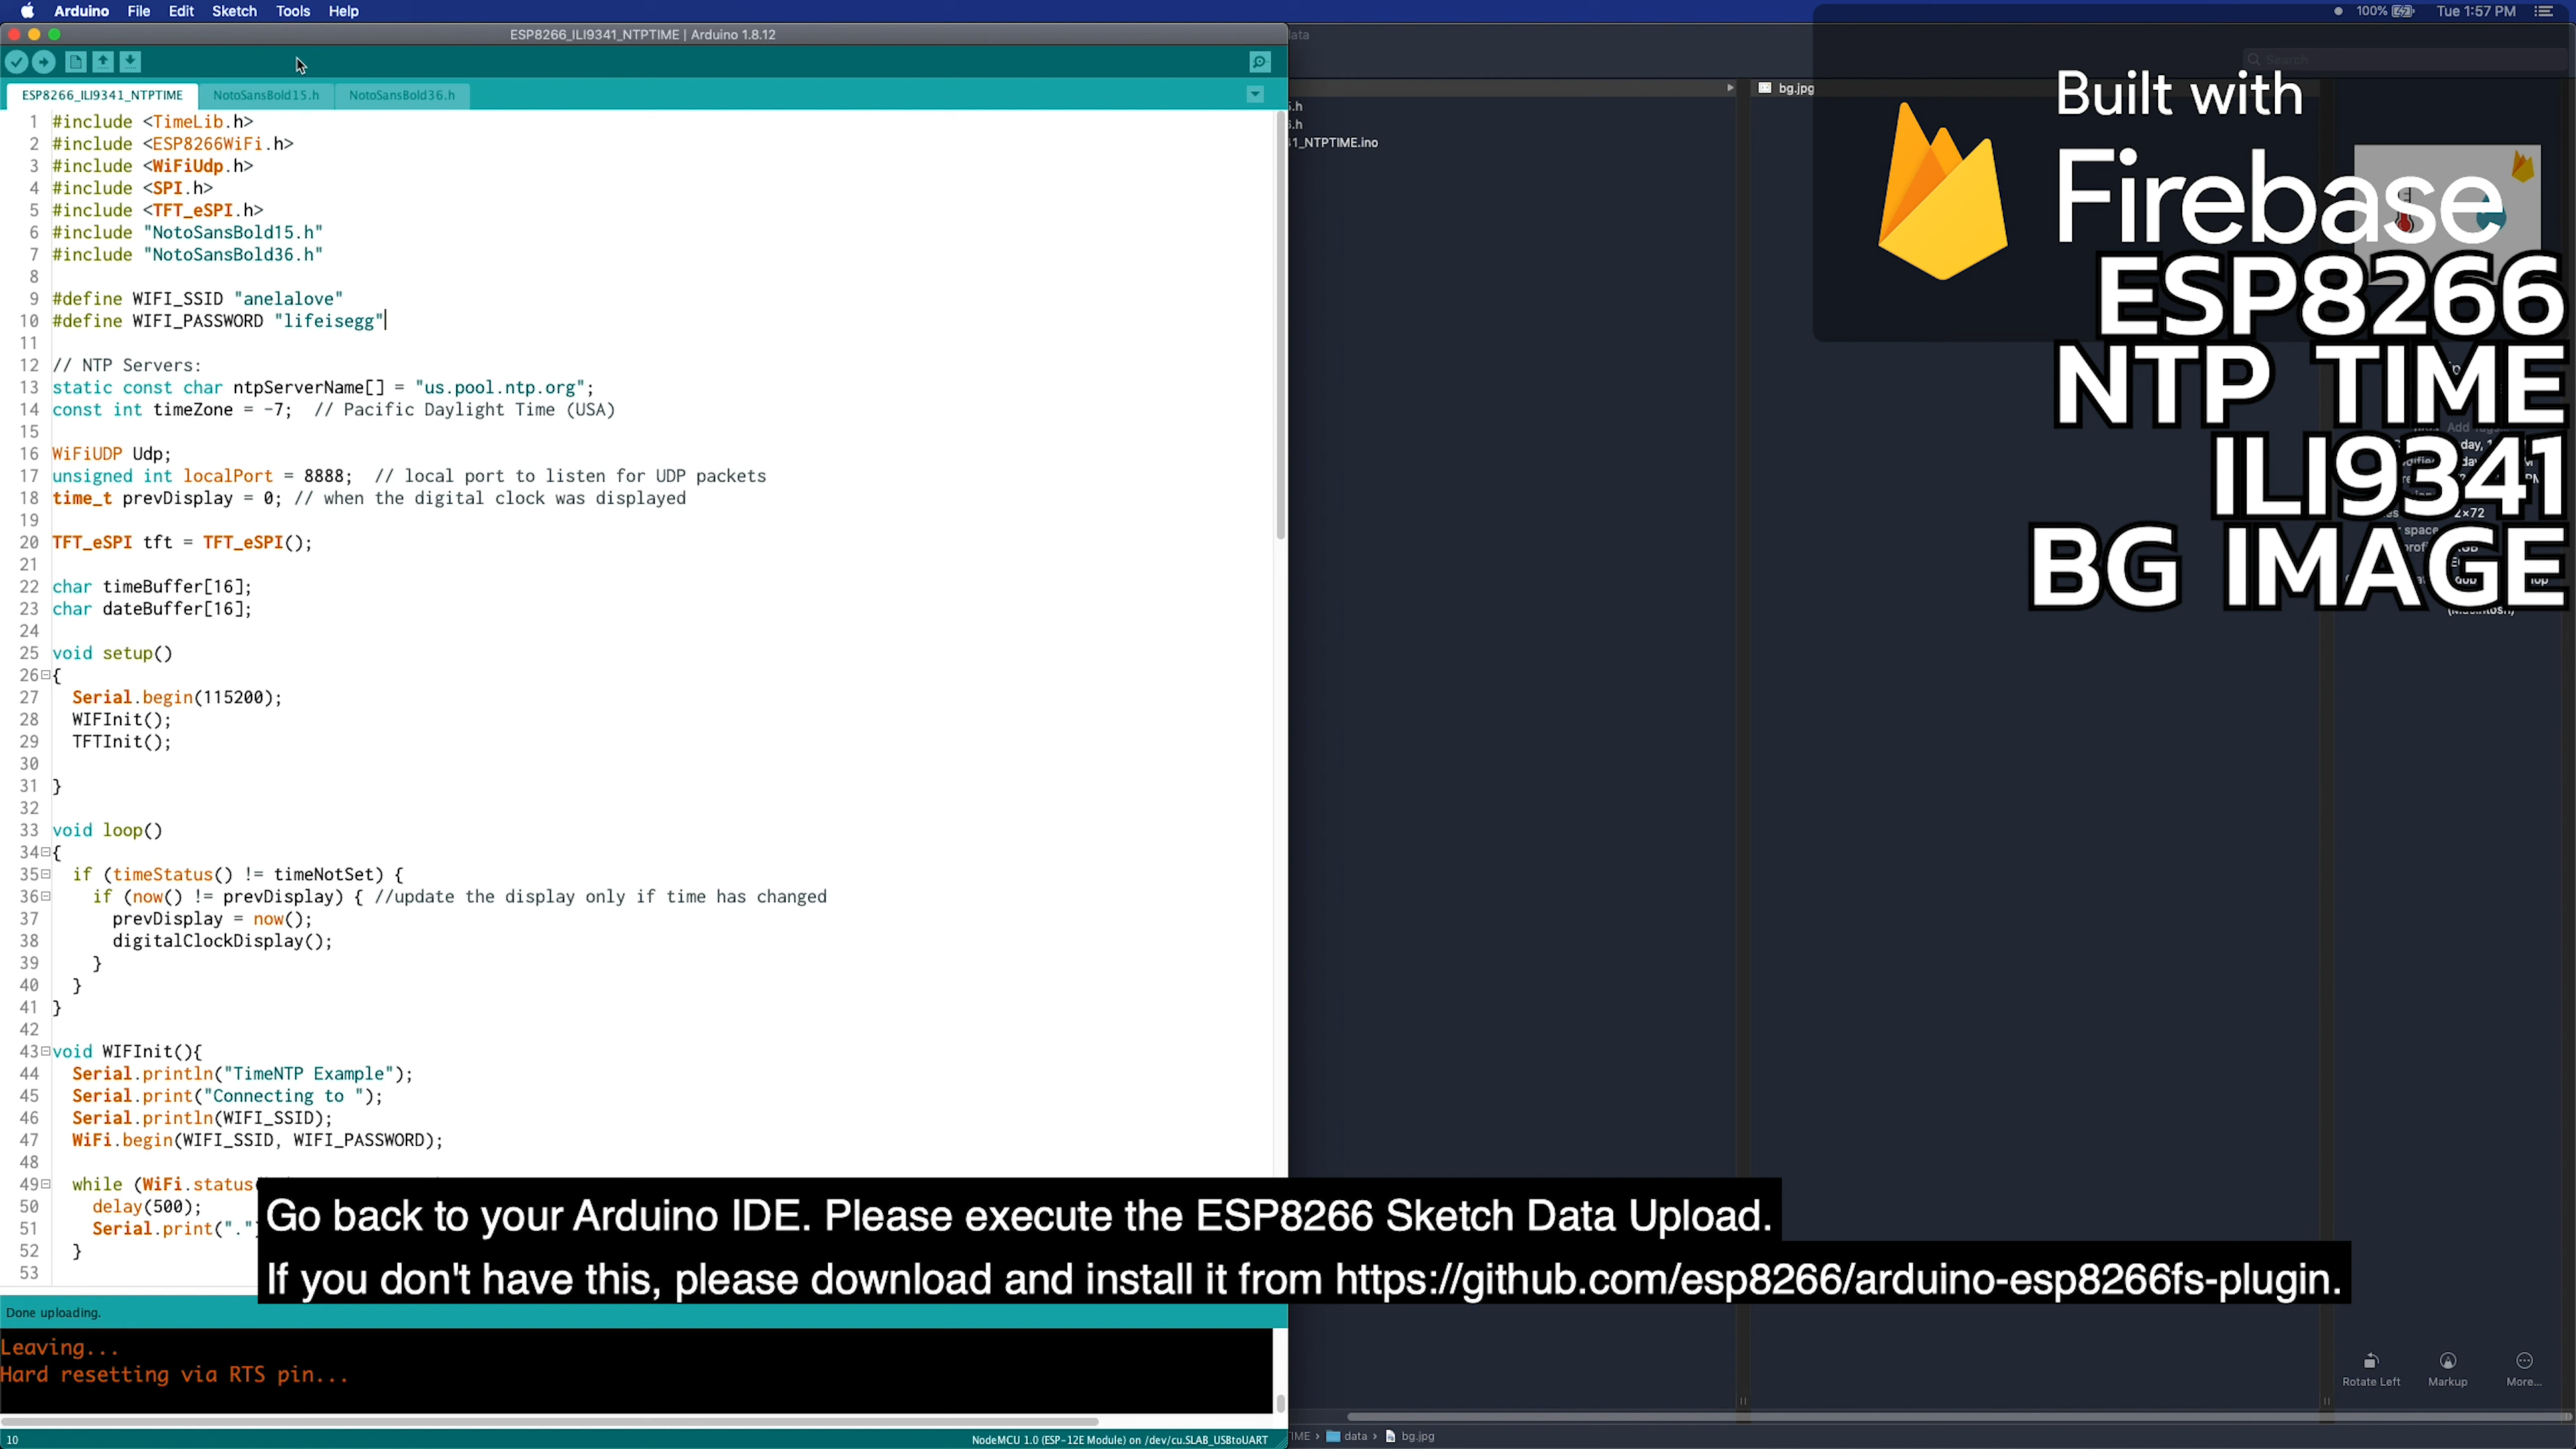 Arduino File Edit Sketch Tools Help
100% Tue 1:57 PM
ESP8266_ILI9341_NTPTIME | Arduino 1.8.12
ESP8266_ILI9341_NTPTIME NotoSansBold15.h NotoSansBold36.h
1 #include <TimeLib.h>
2 #include <ESP8266WiFi.h>
3 #include <WiFiUdp.h>
4 #include <SPI.h>
5 #include <TFT_eSPI.h>
6 #include "NotoSansBold15.h"
7 #include "NotoSansBold36.h"
8
9 #define WIFI_SSID "anelalove"
10 #define WIFI_PASSWORD "lifeisegg"
11
12 // NTP Servers:
13 static const char ntpServerName[] = "us.pool.ntp.org";
14 const int timeZone = -7;  // Pacific Daylight Time (USA)
15
16 WiFiUDP Udp;
17 unsigned int localPort = 8888;  // local port to listen for UDP packets
18 time_t prevDisplay = 0; // when the digital clock was displayed
19
20 TFT_eSPI tft = TFT_eSPI();
21
22 char timeBuffer[16];
23 char dateBuffer[16];
24
25 void setup()
26 {
27   Serial.begin(115200);
28   WIFInit();
29   TFTInit();
30
31 }
32
33 void loop()
34 {
35   if (timeStatus() != timeNotSet) {
36     if (now() != prevDisplay) { //update the display only if time has changed
37       prevDisplay = now();
38       digitalClockDisplay();
39     }
40   }
41 }
42
43 void WIFInit(){
44   Serial.println("TimeNTP Example");
45   Serial.print("Connecting to ");
46   Serial.println(WIFI_SSID);
47   WiFi.begin(WIFI_SSID, WIFI_PASSWORD);
48
49   while (WiFi.status(
50     delay(500);
51     Serial.print(".")
52   }
53
Done uploading.
Leaving...
Hard resetting via RTS pin...
10 NodeMCU 1.0 (ESP-12E Module) on /dev/cu.SLAB_USBtoUART
Search
.h
.h
1_NTPTIME.ino
bg.jpg
Built with
Firebase
ESP8266
NTP TIME
ILI9341
BG IMAGE
Go back to your Arduino IDE. Please execute the ESP8266 Sketch Data Upload.
If you don't have this, please download and install it from https://github.com/esp8266/arduino-esp8266fs-plugin.
Rotate Left Markup More...
data › bg.jpg